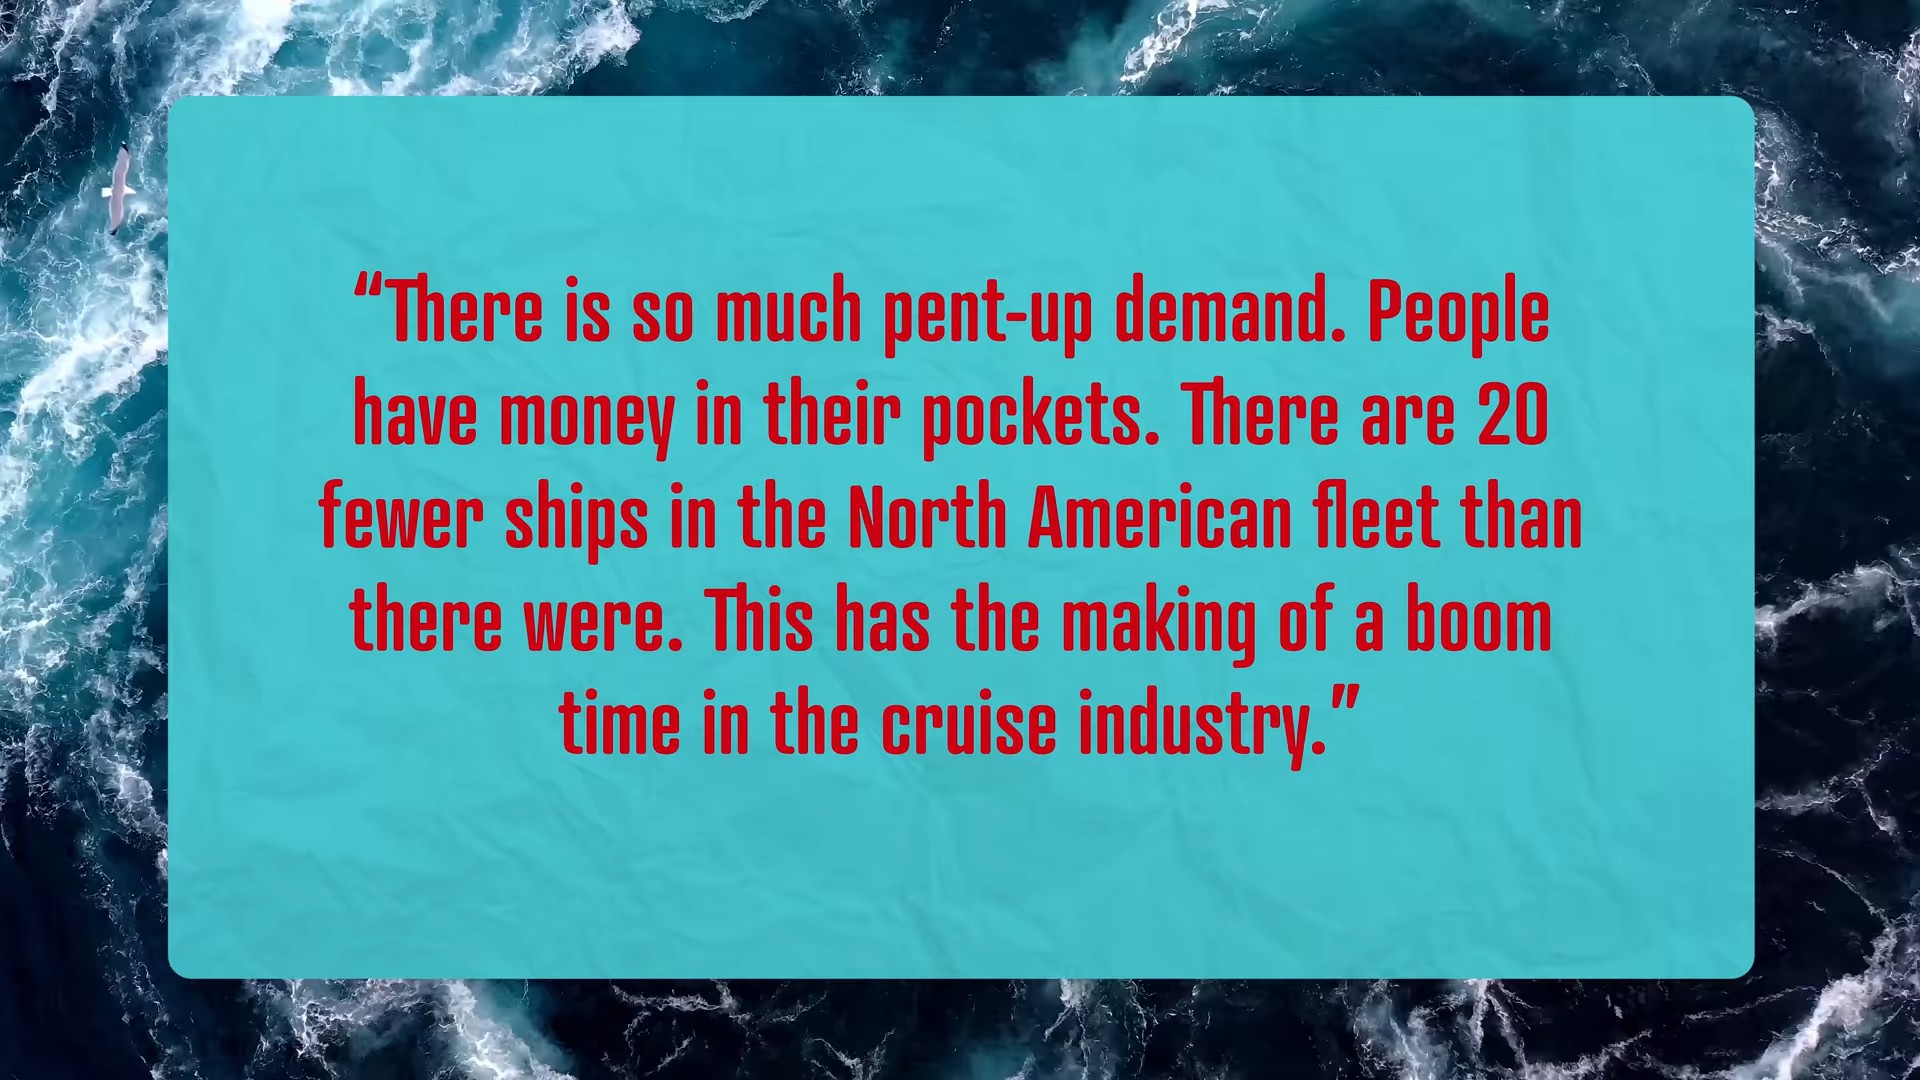 “There is so much pent-up demand. People
have money in their pockets. There are 20
fewer ships in the North American fleet than
there were. This has the making of a boom
time in the cruise industry.”